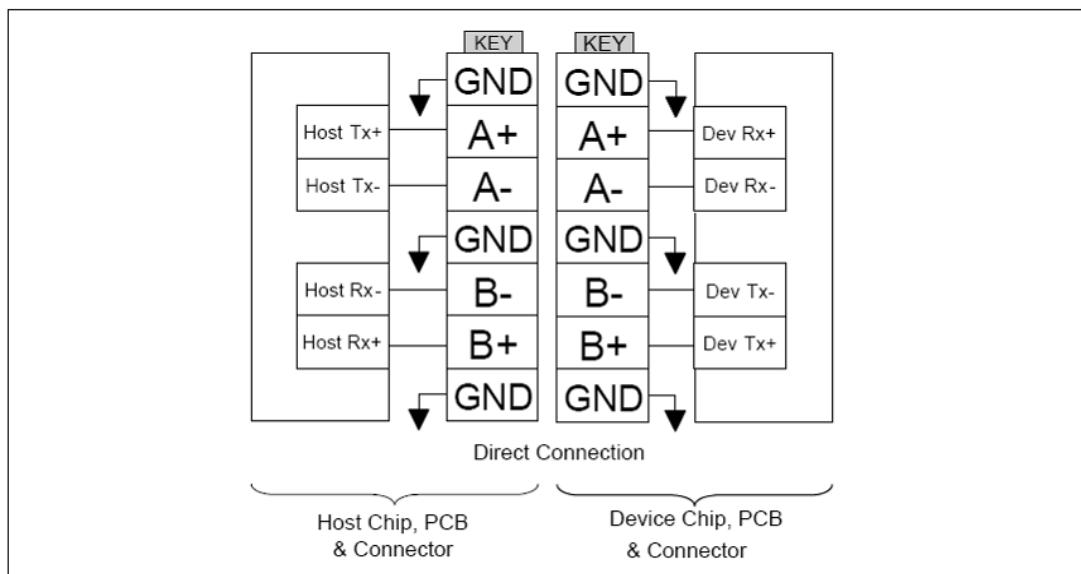 KEY KEY
GND GND
Host Tx+ A+ A+ Dev Rx+
Host Tx- A- A- Dev Rx-
GND GND
Host Rx- B- B- Dev Tx-
Host Rx+ B+ B+ Dev Tx+
GND GND
Direct Connection
Host Chip, PCB Device Chip, PCB
& Connector & Connector